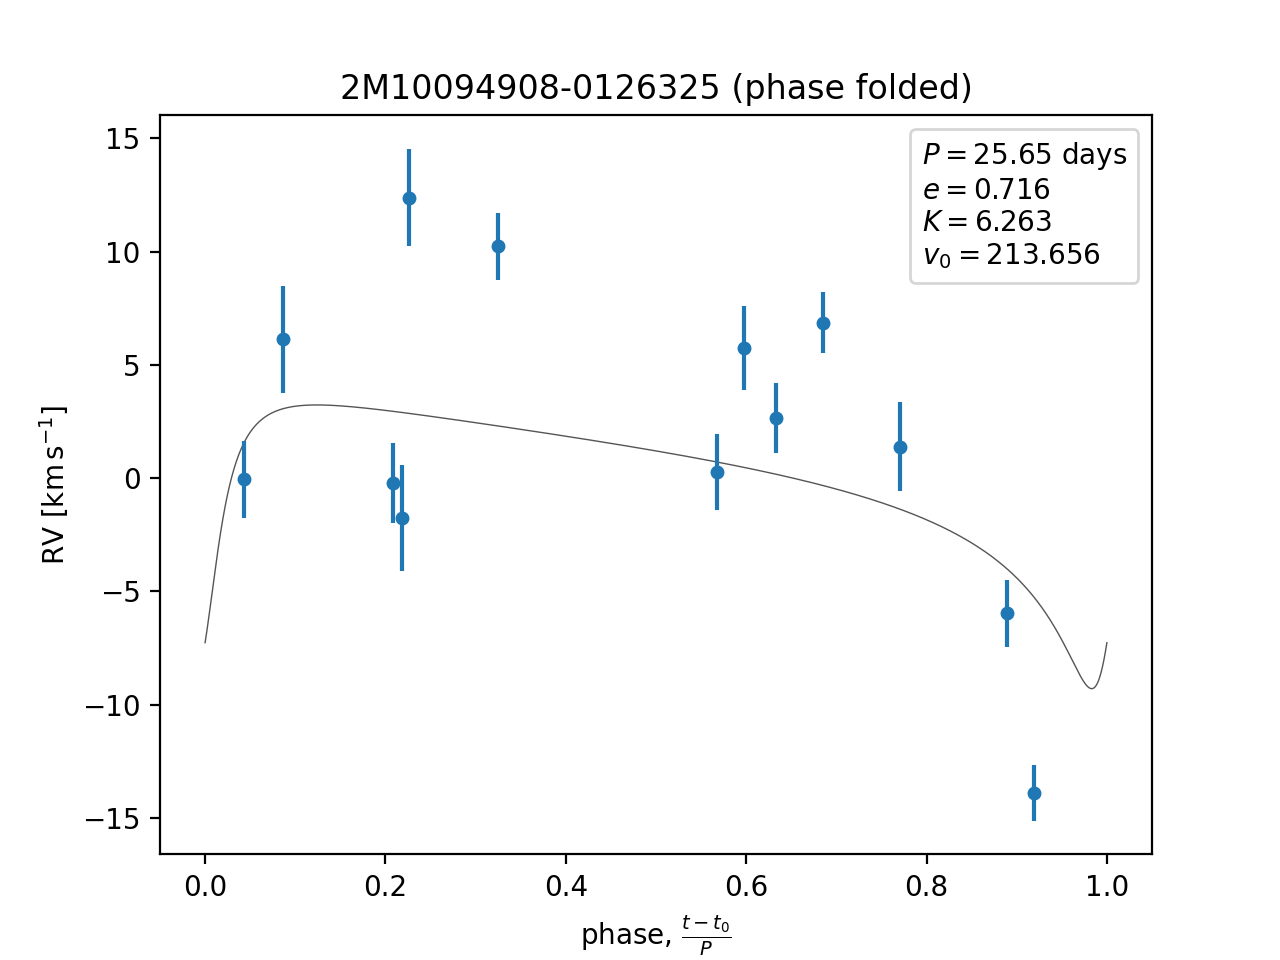 2M10094908-0126325 (phase folded)
P = 25.65 days
e = 0.716
K = 6.263
v₀ = 213.656
RV [km s⁻¹]
15
10
5
0
−5
−10
−15
0.0 0.2 0.4 0.6 0.8 1.0
phase, (t − t₀)/P